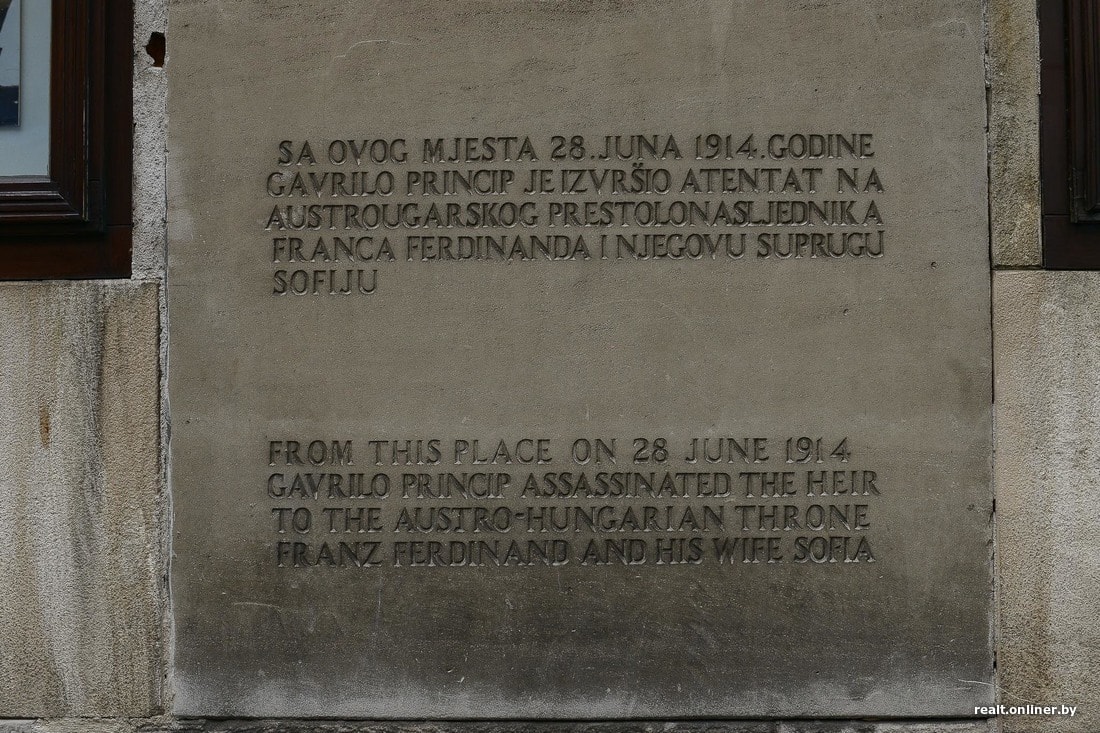 SA OVOG MJESTA 28.JUNA 1914.GODINE
GAVRILO PRINCIP JE IZVRŠIO ATENTAT NA
AUSTROUGARSKOG PRESTOLONASLJEDNIKA
FRANCA FERDINANDA I NJEGOVU SUPRUGU
SOFIJU
FROM THIS PLACE ON 28 JUNE 1914
GAVRILO PRINCIP ASSASSINATED THE HEIR
TO THE AUSTRO-HUNGARIAN THRONE
FRANZ FERDINAND AND HIS WIFE SOFIA
realt.onliner.by